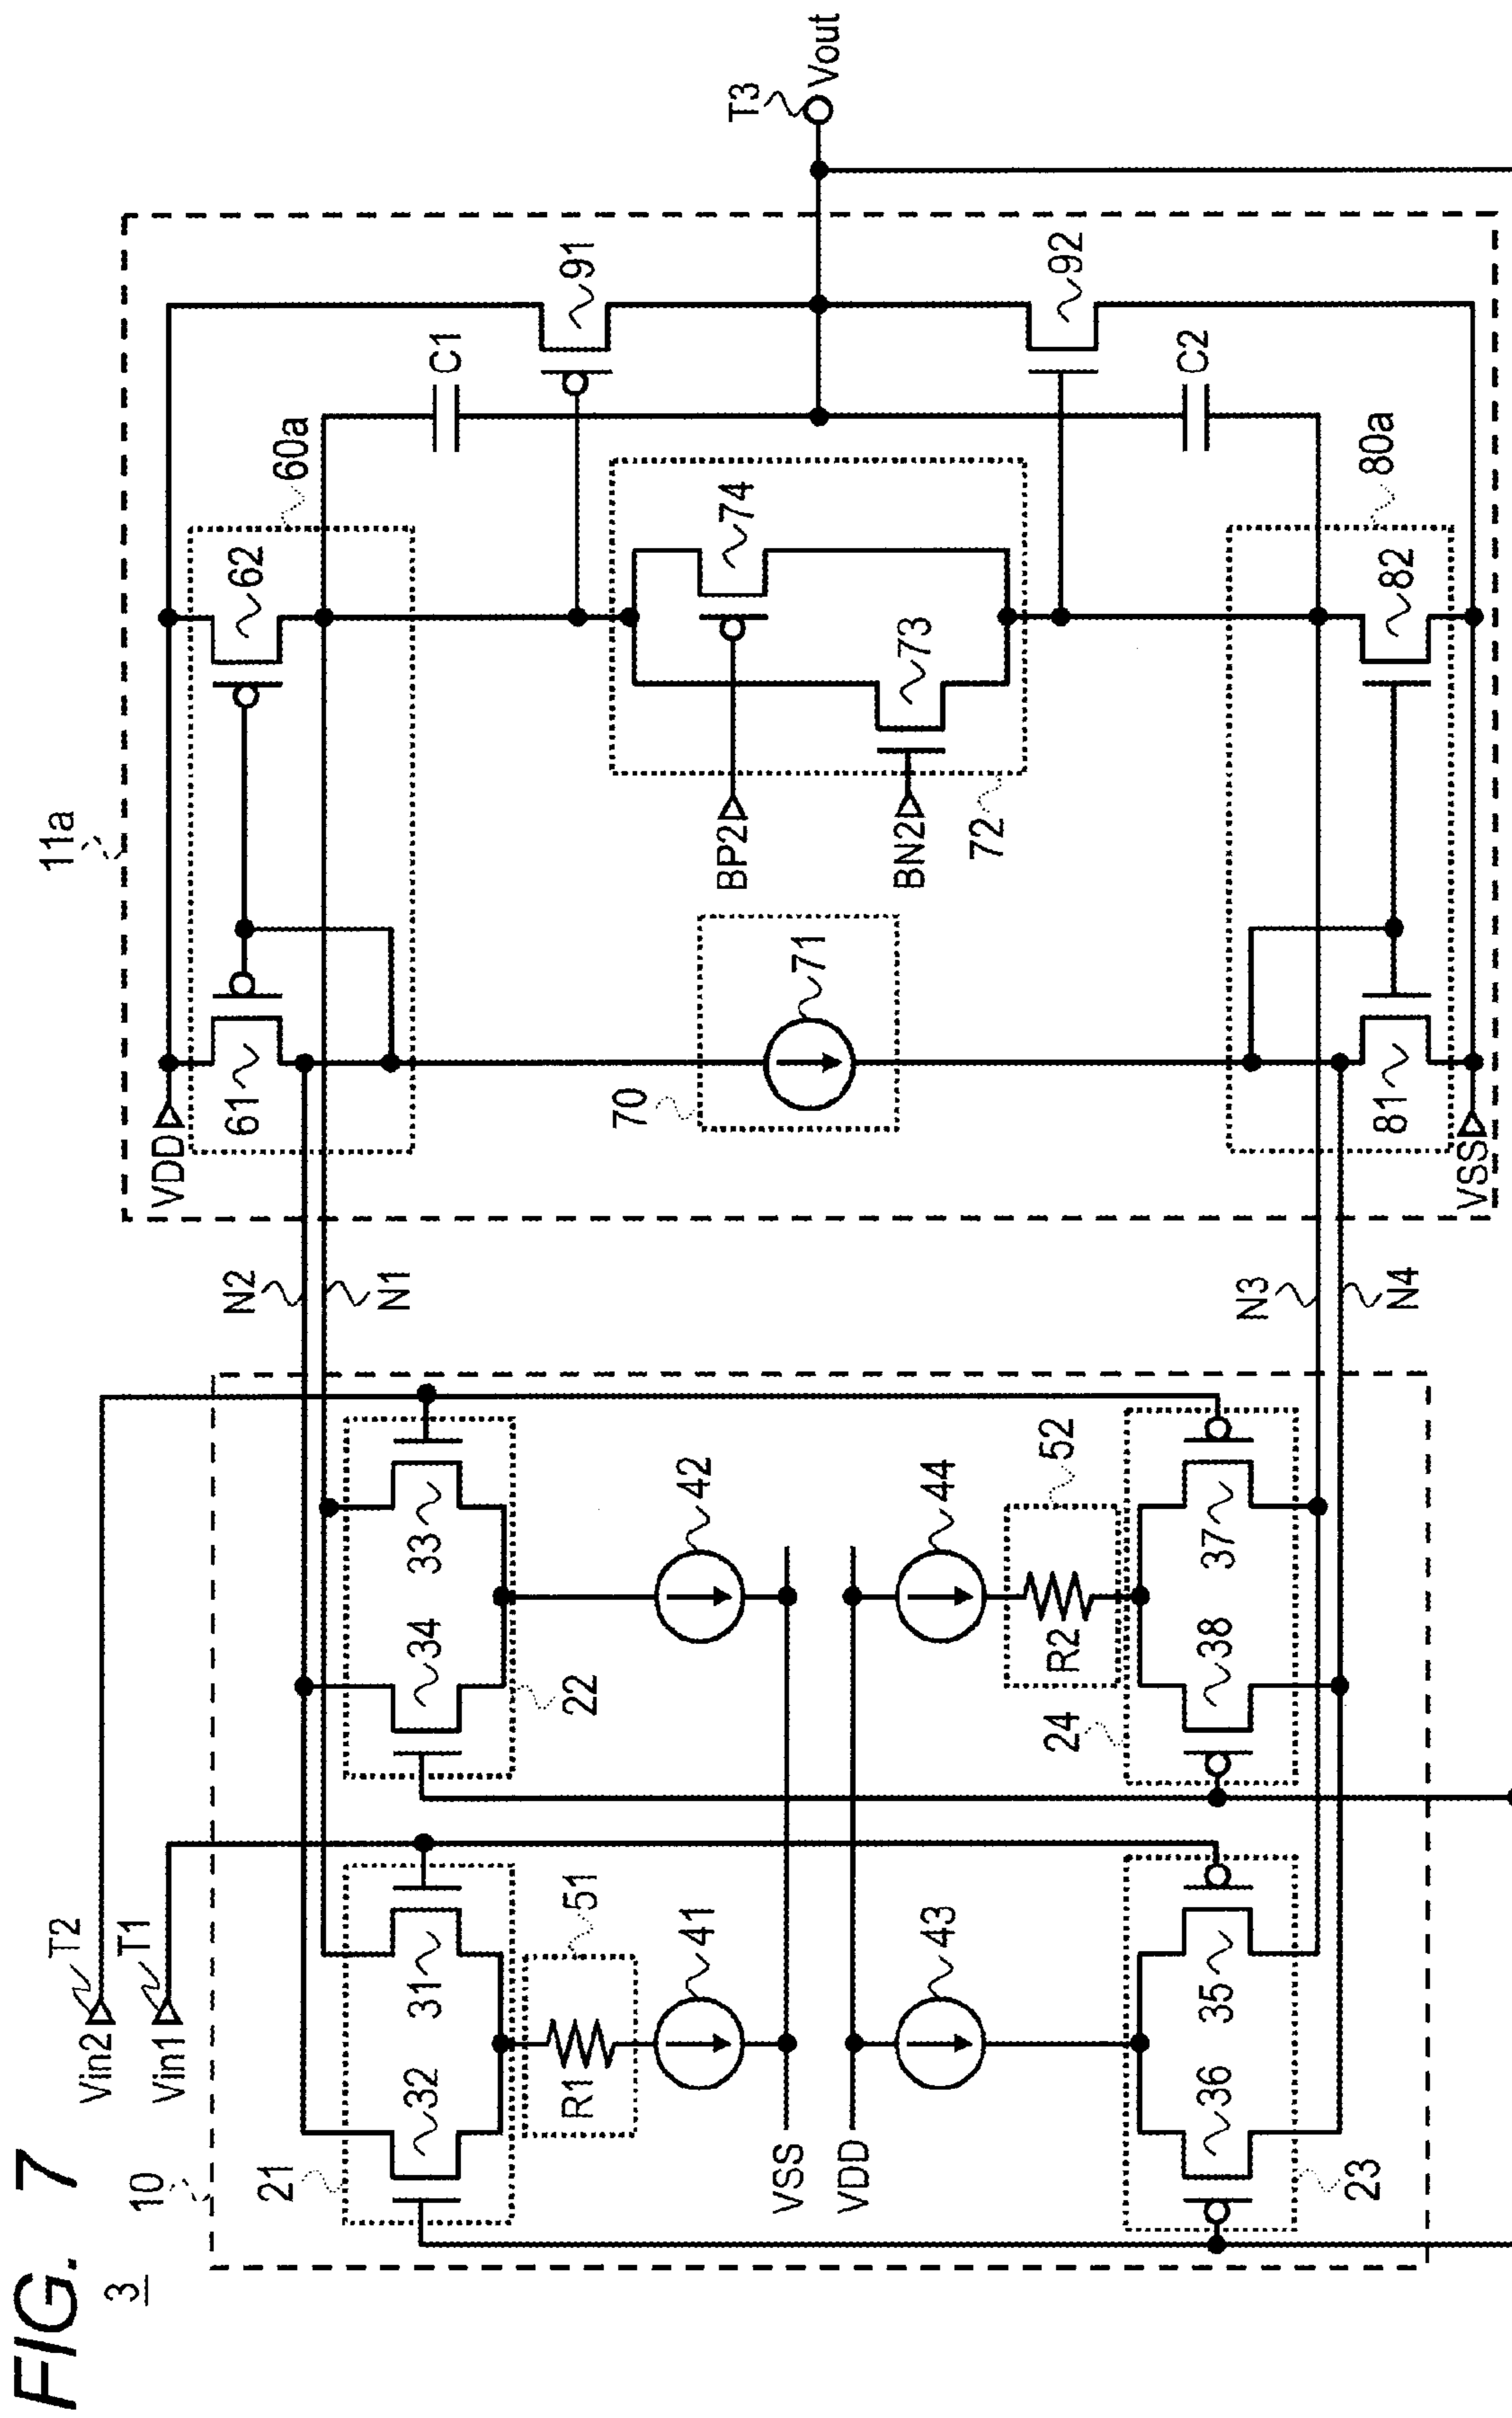 FIG. 7
3
10
Vin2
T2
Vin1
T1
21
32
31
R1
51
41
VSS
VDD
43
36
35
23
34
33
22
42
44
R2
52
24
38
37
N2
N1
N3
N4
11a
VDD
61
62
60a
C1
91
T3
Vout
70
71
BP2
BN2
72
74
73
92
C2
80a
81
82
VSS